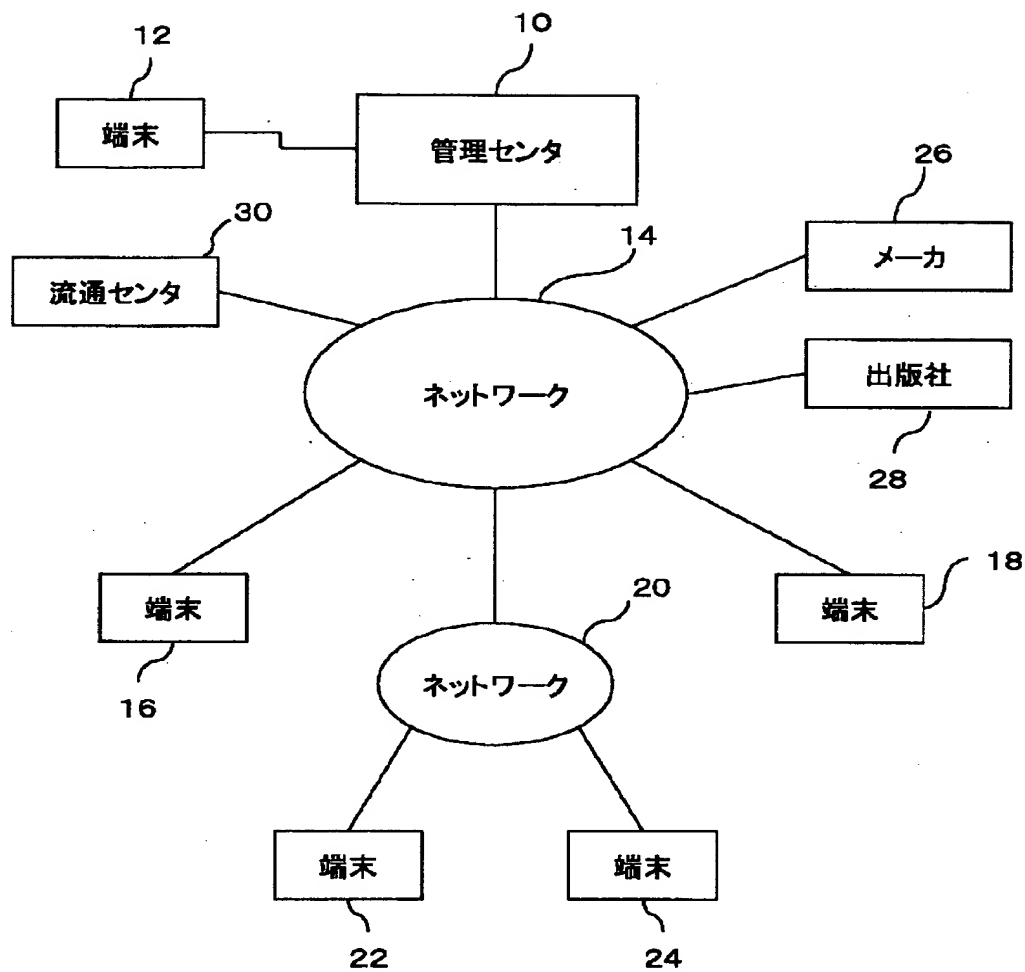 12
10
端末
管理センタ
26
30
14
メーカ
流通センタ
出版社
ネットワーク
28
18
端末
20
端末
16
ネットワーク
端末
端末
22
24